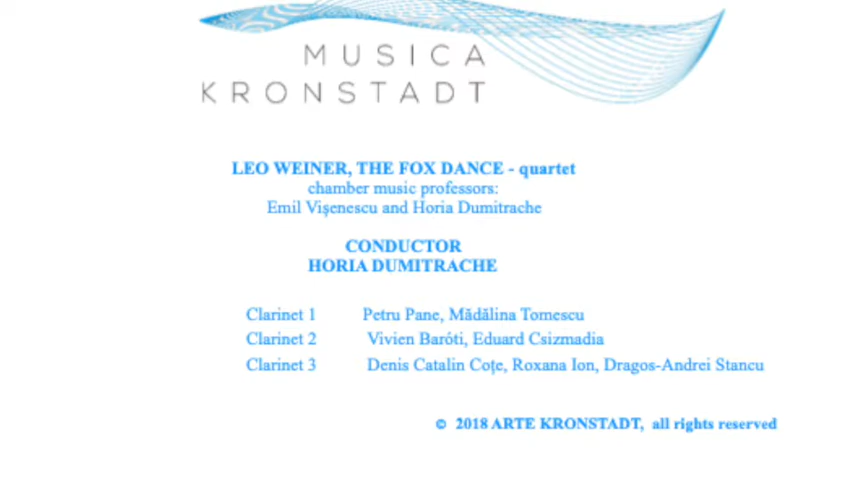 MUSICA
KRONSTADT
LEO WEINER, THE FOX DANCE - quartet
chamber music professors:
Emil Vișenescu and Horia Dumitrache
CONDUCTOR
HORIA DUMITRACHE
Clarinet 1 Petru Pane, Mădălina Tomescu
Clarinet 2 Vivien Baróti, Eduard Csizmadia
Clarinet 3 Denis Catalin Coțe, Roxana Ion, Dragos-Andrei Stancu
© 2018 ARTE KRONSTADT, all rights reserved